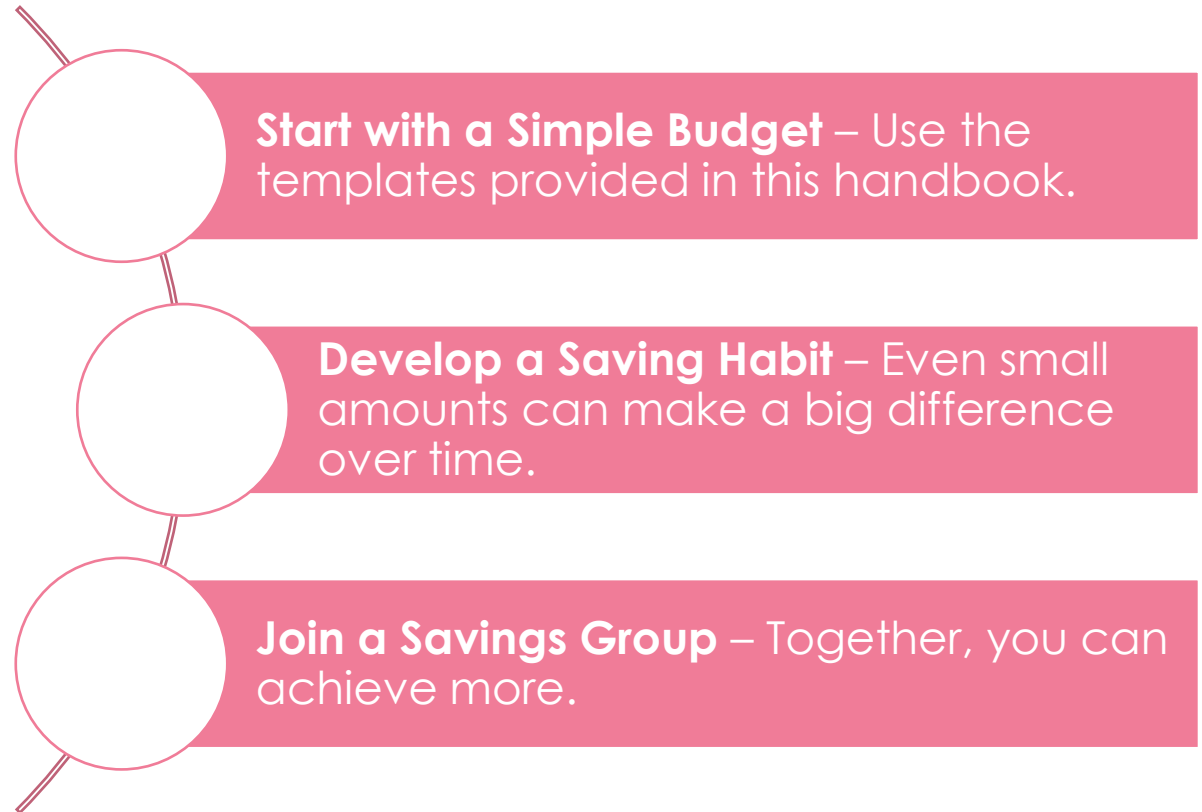 Start with a Simple Budget – Use the
templates provided in this handbook.
Develop a Saving Habit – Even small
amounts can make a big difference
over time.
Join a Savings Group – Together, you can
achieve more.